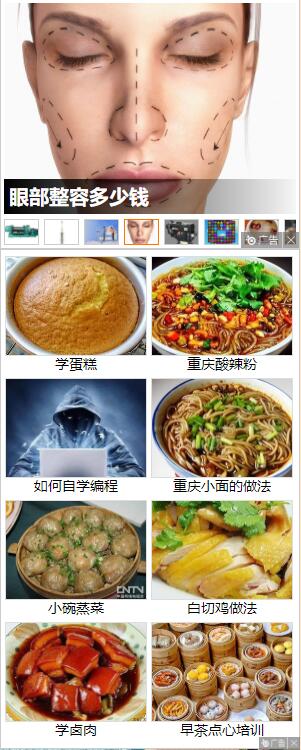 眼部整容多少钱
广告
学蛋糕
重庆酸辣粉
如何自学编程
重庆小面的做法
CNTV
小碗蒸菜
白切鸡做法
学卤肉
早茶点心培训
广告